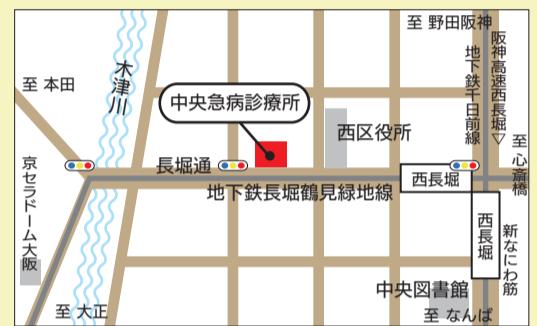 至 野田阪神
阪神高速西長堀▽
地下鉄千日前線
至 本田
木津川
中央急病診療所
西区役所
至 心斎橋
長堀通
西長堀
地下鉄長堀鶴見緑地線
京セラドーム大阪
西長堀
新なにわ筋
中央図書館
至 大正
至 なんば